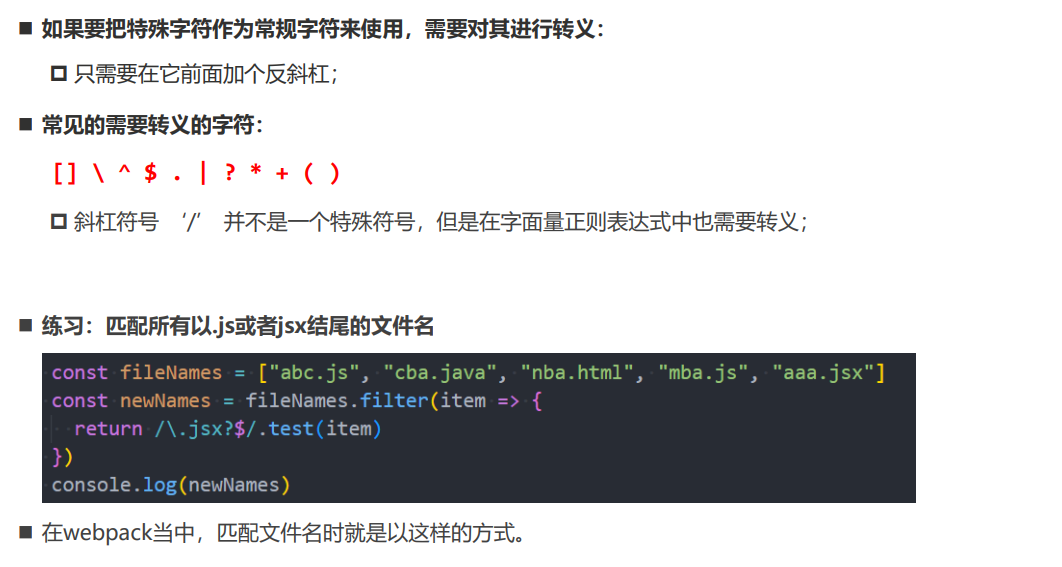 如果要把特殊字符作为常规字符来使用，需要对其进行转义：
只需要在它前面加个反斜杠；
常见的需要转义的字符：
[] \ ^ $ . | ? * + ( )
斜杠符号 ‘/’ 并不是一个特殊符号，但是在字面量正则表达式中也需要转义；
练习：匹配所有以.js或者jsx结尾的文件名
const fileNames = ["abc.js", "cba.java", "nba.html", "mba.js", "aaa.jsx"]
const newNames = fileNames.filter(item => {
  return /\.jsx?$/.test(item)
})
console.log(newNames)
在webpack当中，匹配文件名时就是以这样的方式。